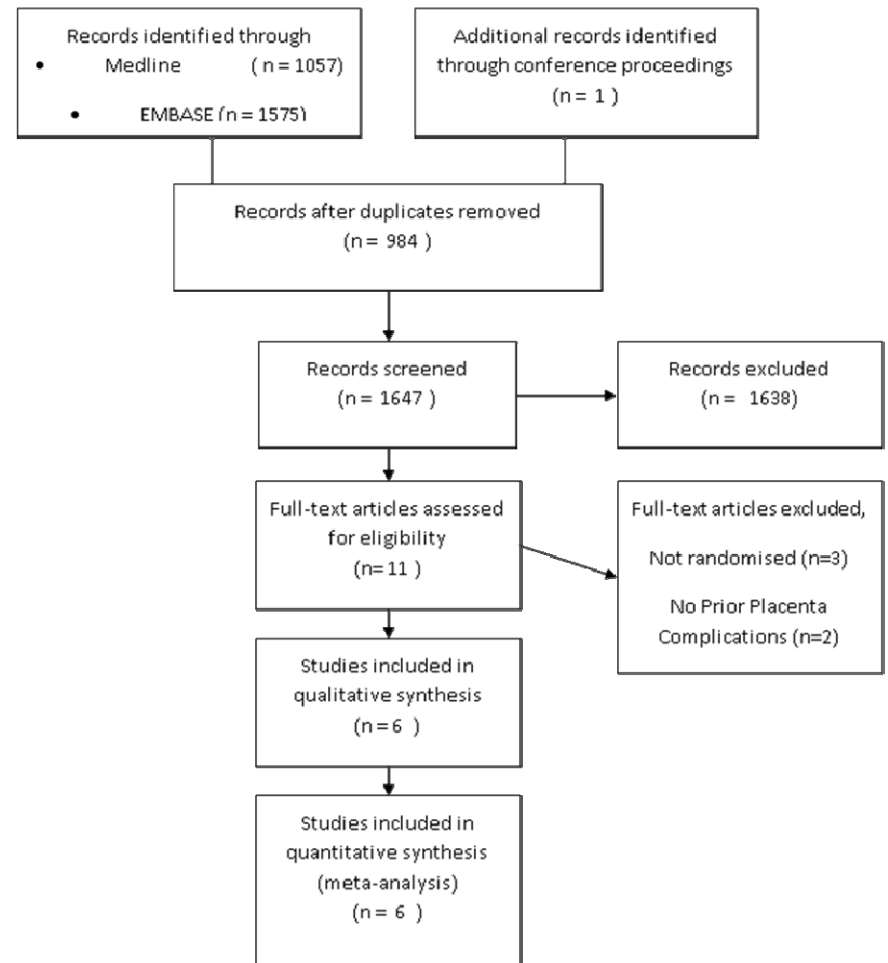 Records identified through
• Medline ( n = 1057)
• EMBASE (n = 1575)
Additional records identified
through conference proceedings
(n = 1 )
Records after duplicates removed
(n = 984 )
Records screened
(n = 1647 )
Records excluded
(n = 1638)
Full-text articles assessed
for eligibility
(n= 11 )
Full-text articles excluded,
Not randomised (n=3)
No Prior Placenta
Complications (n=2)
Studies included in
qualitative synthesis
(n = 6 )
Studies included in
quantitative synthesis
(meta-analysis)
(n = 6 )